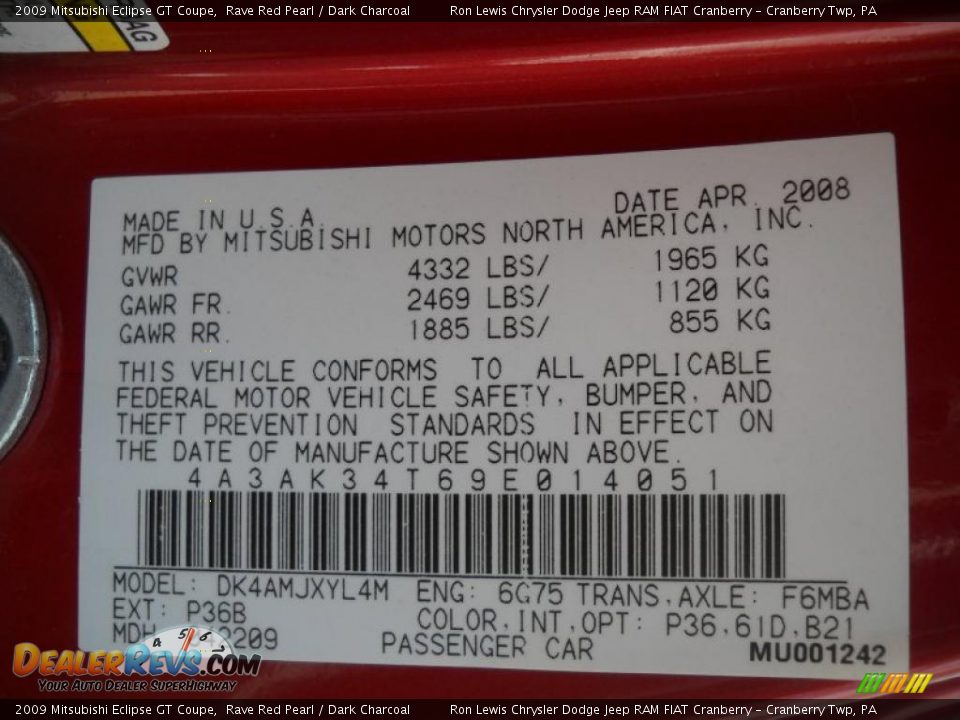 2009 Mitsubishi Eclipse GT Coupe, Rave Red Pearl / Dark Charcoal Ron Lewis Chrysler Dodge Jeep RAM FIAT Cranberry – Cranberry Twp, PA
DATE APR. 2008
MADE IN U.S.A.
MFD BY MITSUBISHI MOTORS NORTH AMERICA, INC.
GVWR 4332 LBS/ 1965 KG
GAWR FR. 2469 LBS/ 1120 KG
GAWR RR. 1885 LBS/ 855 KG
THIS VEHICLE CONFORMS TO ALL APPLICABLE
FEDERAL MOTOR VEHICLE SAFETY, BUMPER, AND
THEFT PREVENTION STANDARDS IN EFFECT ON
THE DATE OF MANUFACTURE SHOWN ABOVE.
4A3AK34T69E014051
MODEL: DK4AMJXYL4M ENG: 6G75 TRANS.AXLE: F6MBA
EXT: P36B COLOR.INT.OPT: P36.61D.B21
MDH PASSENGER CAR
MU001242
4 5 6 7
DEALERREVS.COM
YOUR AUTO DEALER SUPERHIGHWAY
2009 Mitsubishi Eclipse GT Coupe, Rave Red Pearl / Dark Charcoal Ron Lewis Chrysler Dodge Jeep RAM FIAT Cranberry – Cranberry Twp, PA